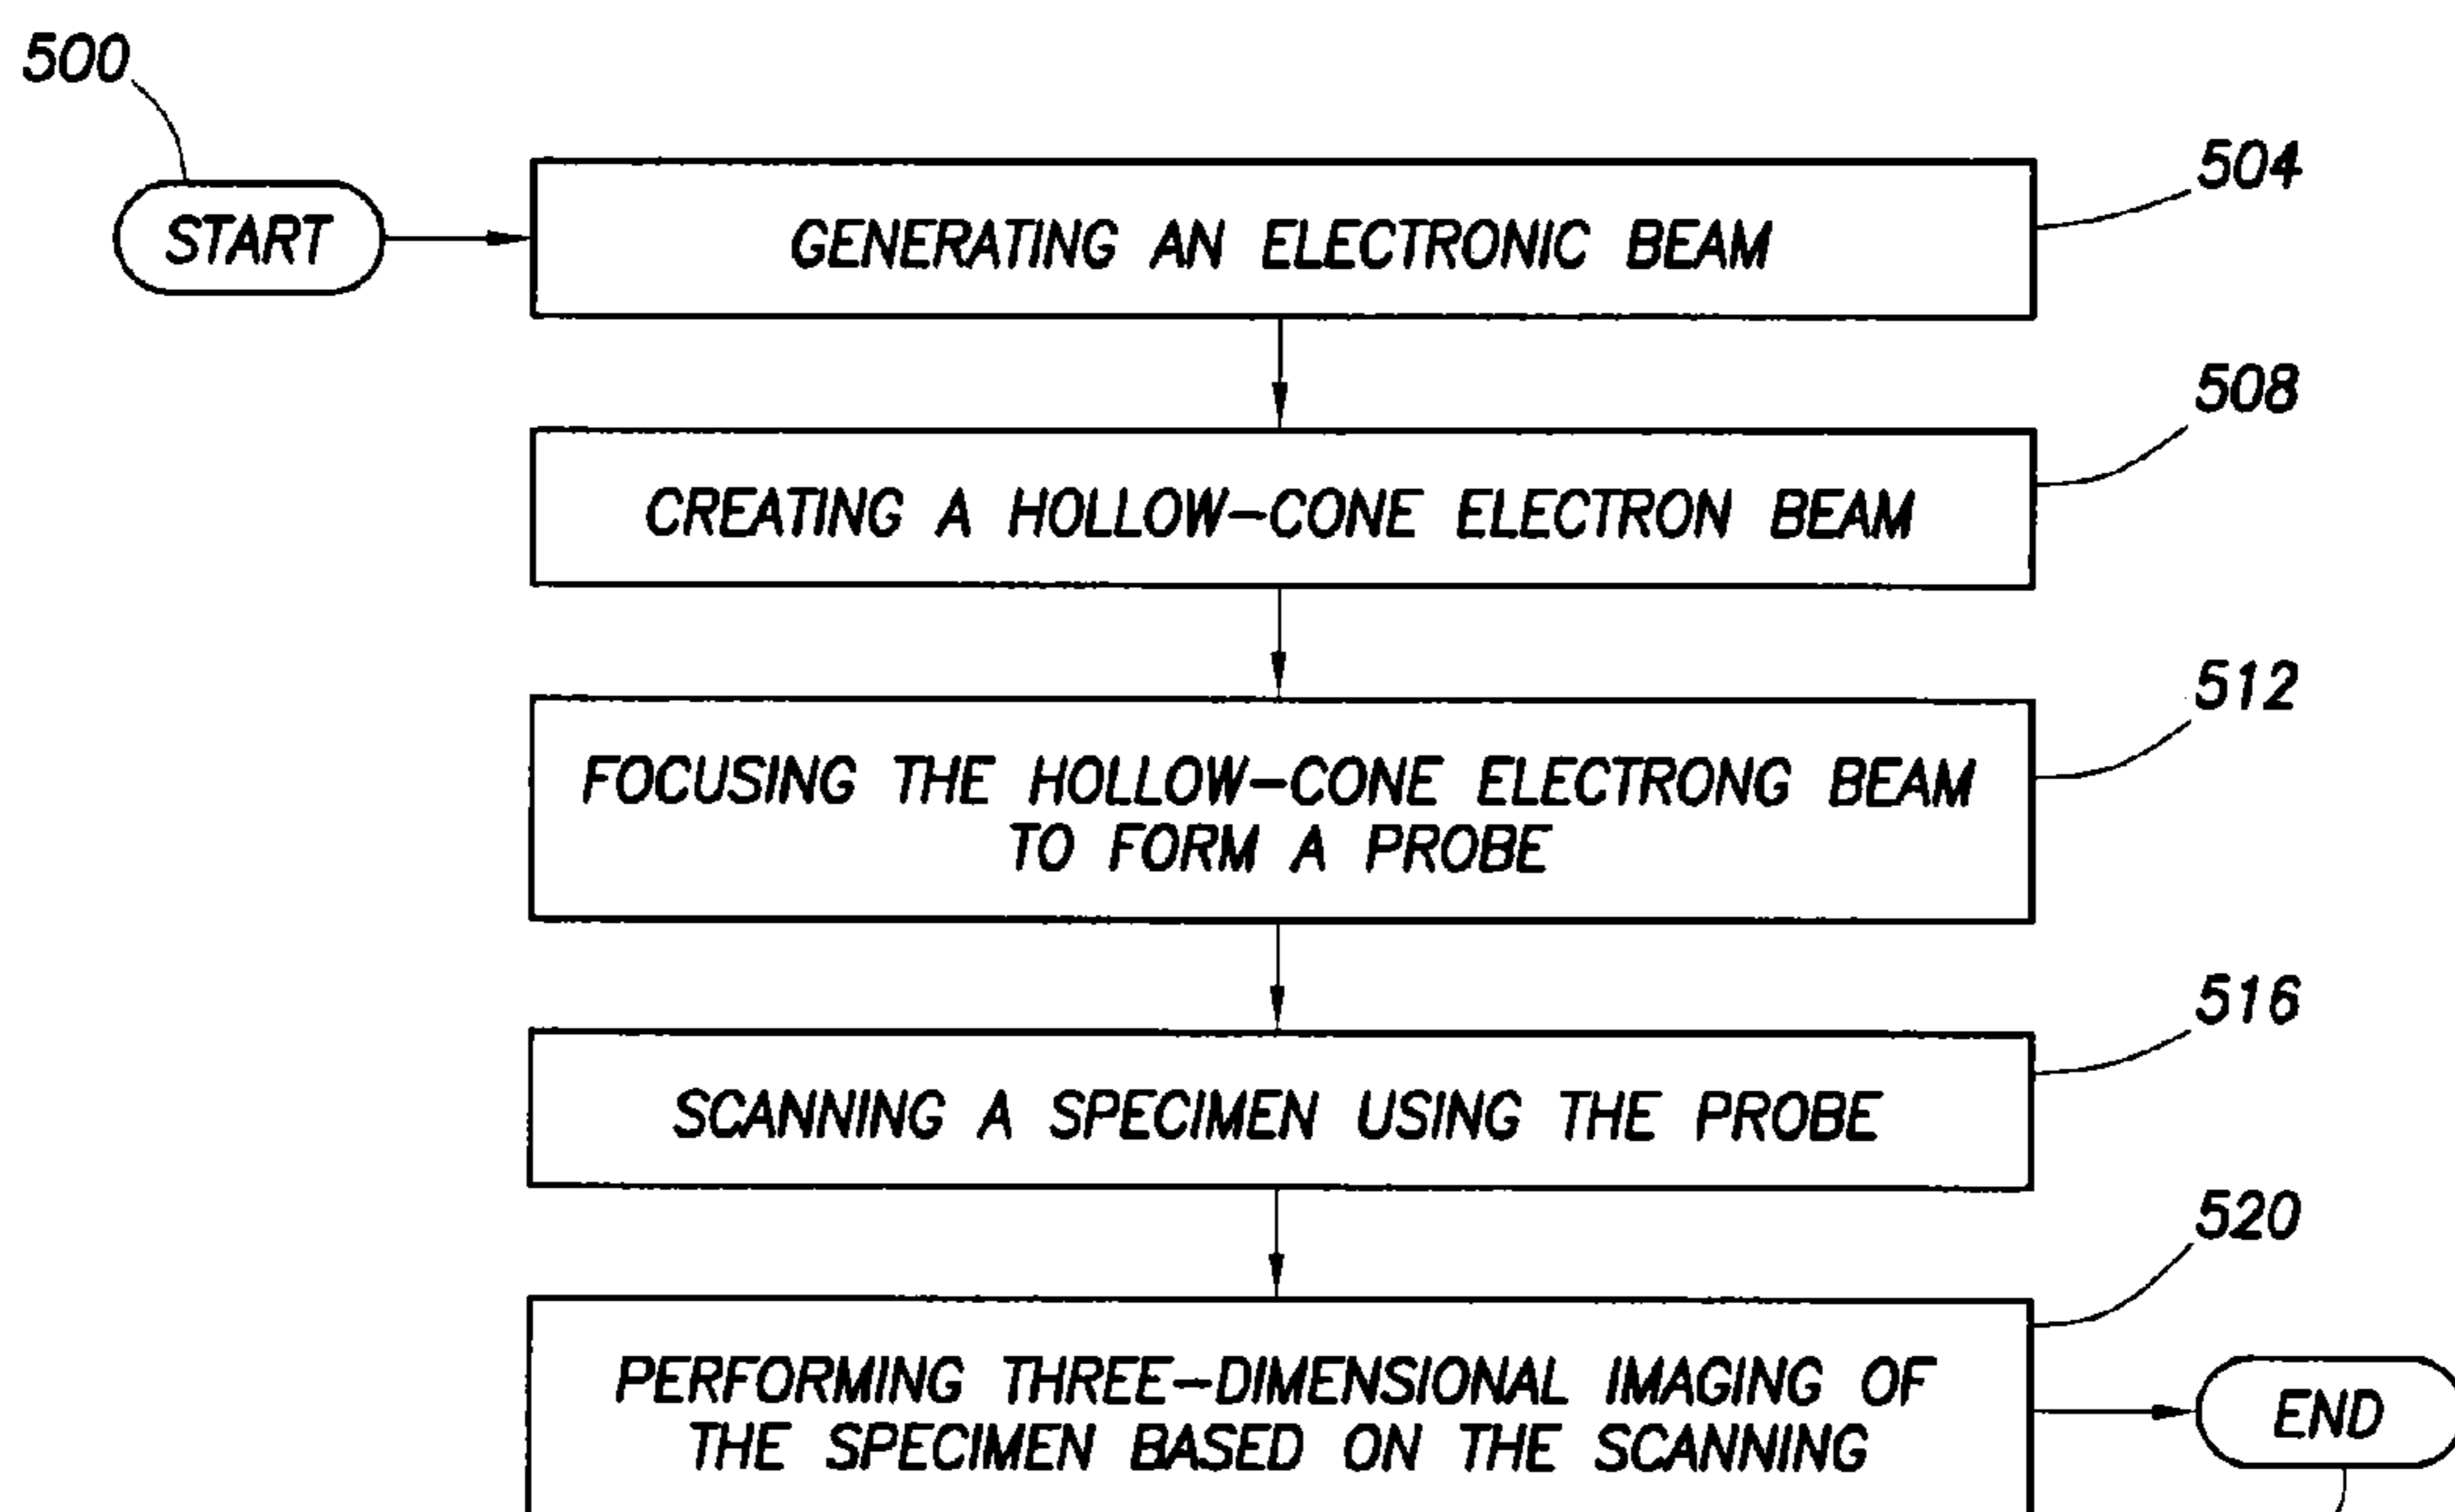 500
START
504
GENERATING AN ELECTRONIC BEAM
508
CREATING A HOLLOW-CONE ELECTRON BEAM
512
FOCUSING THE HOLLOW-CONE ELECTRONG BEAM
TO FORM A PROBE
516
SCANNING A SPECIMEN USING THE PROBE
520
PERFORMING THREE-DIMENSIONAL IMAGING OF
THE SPECIMEN BASED ON THE SCANNING
END